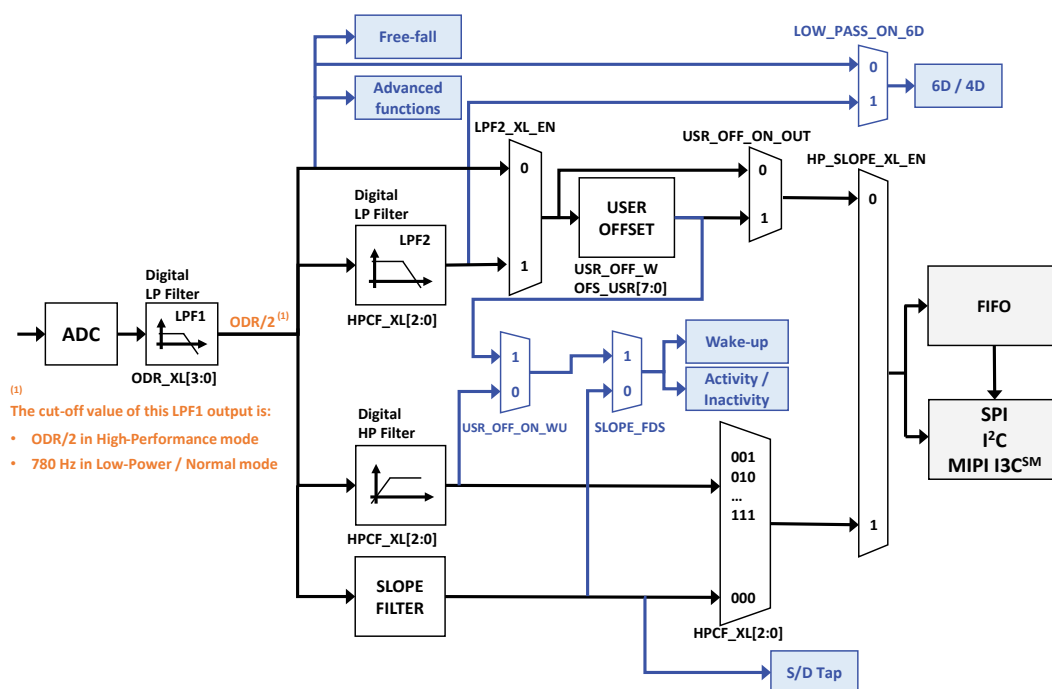 Free-fall
LOW_PASS_ON_6D
0
1
6D / 4D
Advanced
functions
LPF2_XL_EN
USR_OFF_ON_OUT
HP_SLOPE_XL_EN
0
0
0
Digital
LP Filter
LPF2
USER
OFFSET
1
1
USR_OFF_W
OFS_USR[7:0]
HPCF_XL[2:0]
Digital
LP Filter
ADC
LPF1
ODR/2 (1)
ODR_XL[3:0]
FIFO
Wake-up
1
0
1
0
Activity /
Inactivity
(1)
The cut-off value of this LPF1 output is:
• ODR/2 in High-Performance mode
• 780 Hz in Low-Power / Normal mode
SPI
I²C
MIPI I3CSM
Digital
HP Filter
USR_OFF_ON_WU
SLOPE_FDS
001
010
...
111
1
HPCF_XL[2:0]
SLOPE
FILTER
000
HPCF_XL[2:0]
S/D Tap